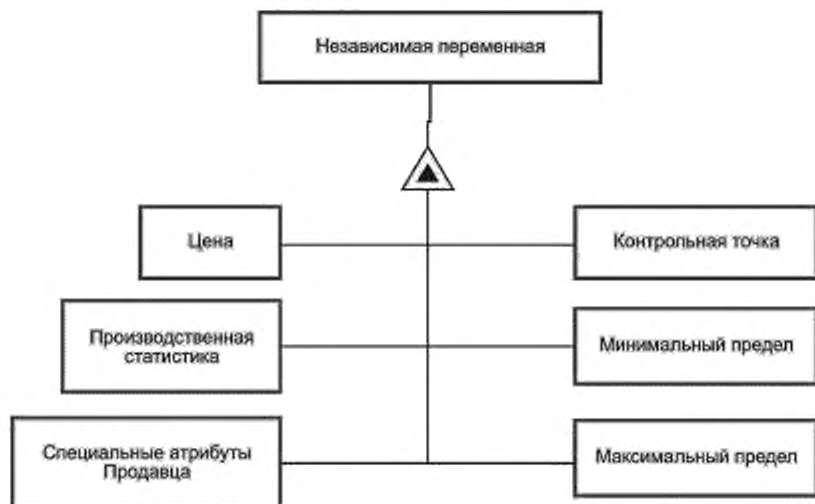 Независимая переменная
Цена
Контрольная точка
Производственная
статистика
Минимальный предел
Специальные атрибуты
Продавца
Максимальный предел